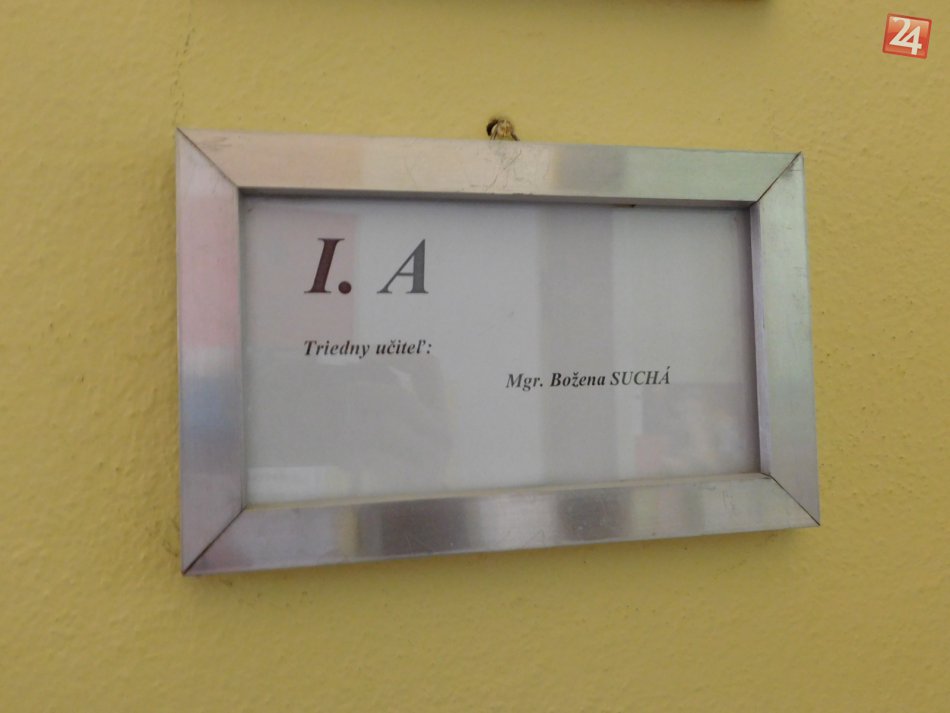 24
I. A
Triedny učiteľ:
Mgr. Božena SUCHÁ